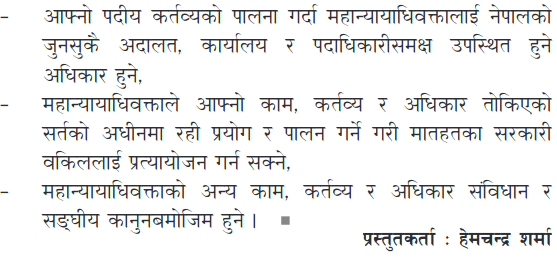 - आफ्नो पदीय कर्तव्यको पालना गर्दा महान्यायाधिवक्तालाई नेपालको
जुनसुकै अदालत, कार्यालय र पदाधिकारीसमक्ष उपस्थित हुने
अधिकार हुने,
- महान्यायाधिवक्ताले आफ्नो काम, कर्तव्य र अधिकार तोकिएको
सर्तको अधीनमा रही प्रयोग र पालन गर्ने गरी मातहतका सरकारी
वकिललाई प्रत्यायोजन गर्न सक्ने,
- महान्यायाधिवक्ताको अन्य काम, कर्तव्य र अधिकार संविधान र
सङ्घीय कानुनबमोजिम हुने । ■
प्रस्तुतकर्ता : हेमचन्द्र शर्मा